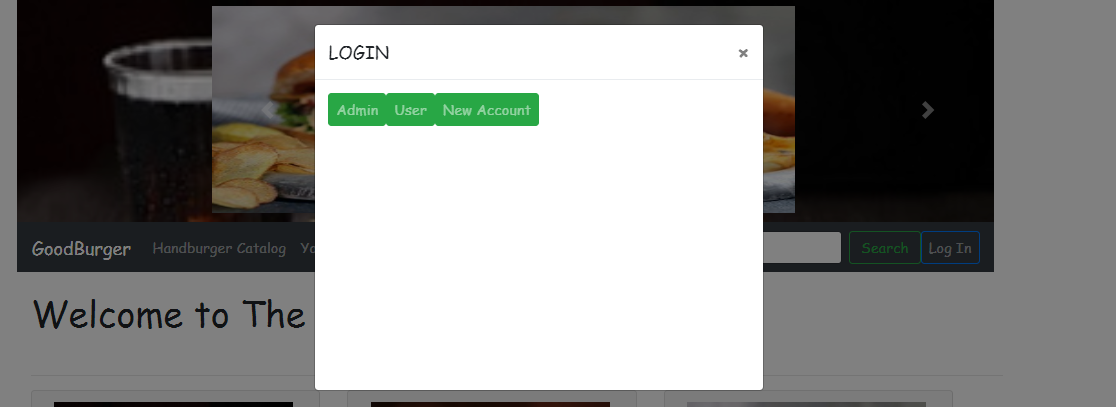 LOGIN ×
Admin User New Account
GoodBurger Handburger Catalog Search Log In
Welcome to The